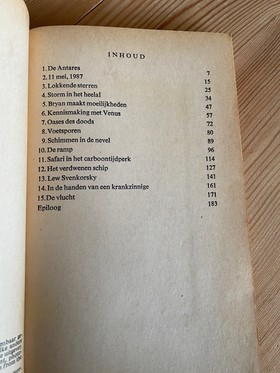 INHOUD
1. De Antares 7
2. 11 mei, 1987 15
3. Lokkende sterren 25
4. Storm in het heelal 34
5. Bryan maakt moeilijkheden 47
6. Kennismaking met Venus 57
7. Oases des doods 72
8. Voetsporen 80
9. Schimmen in de nevel 89
10. De ramp 96
11. Safari in het carboontijdperk 114
12. Het verdwenen schip 127
13. Lew Svenkorsky 141
14. In de handen van een krankzinnige 161
15. De vlucht 171
Epiloog 183